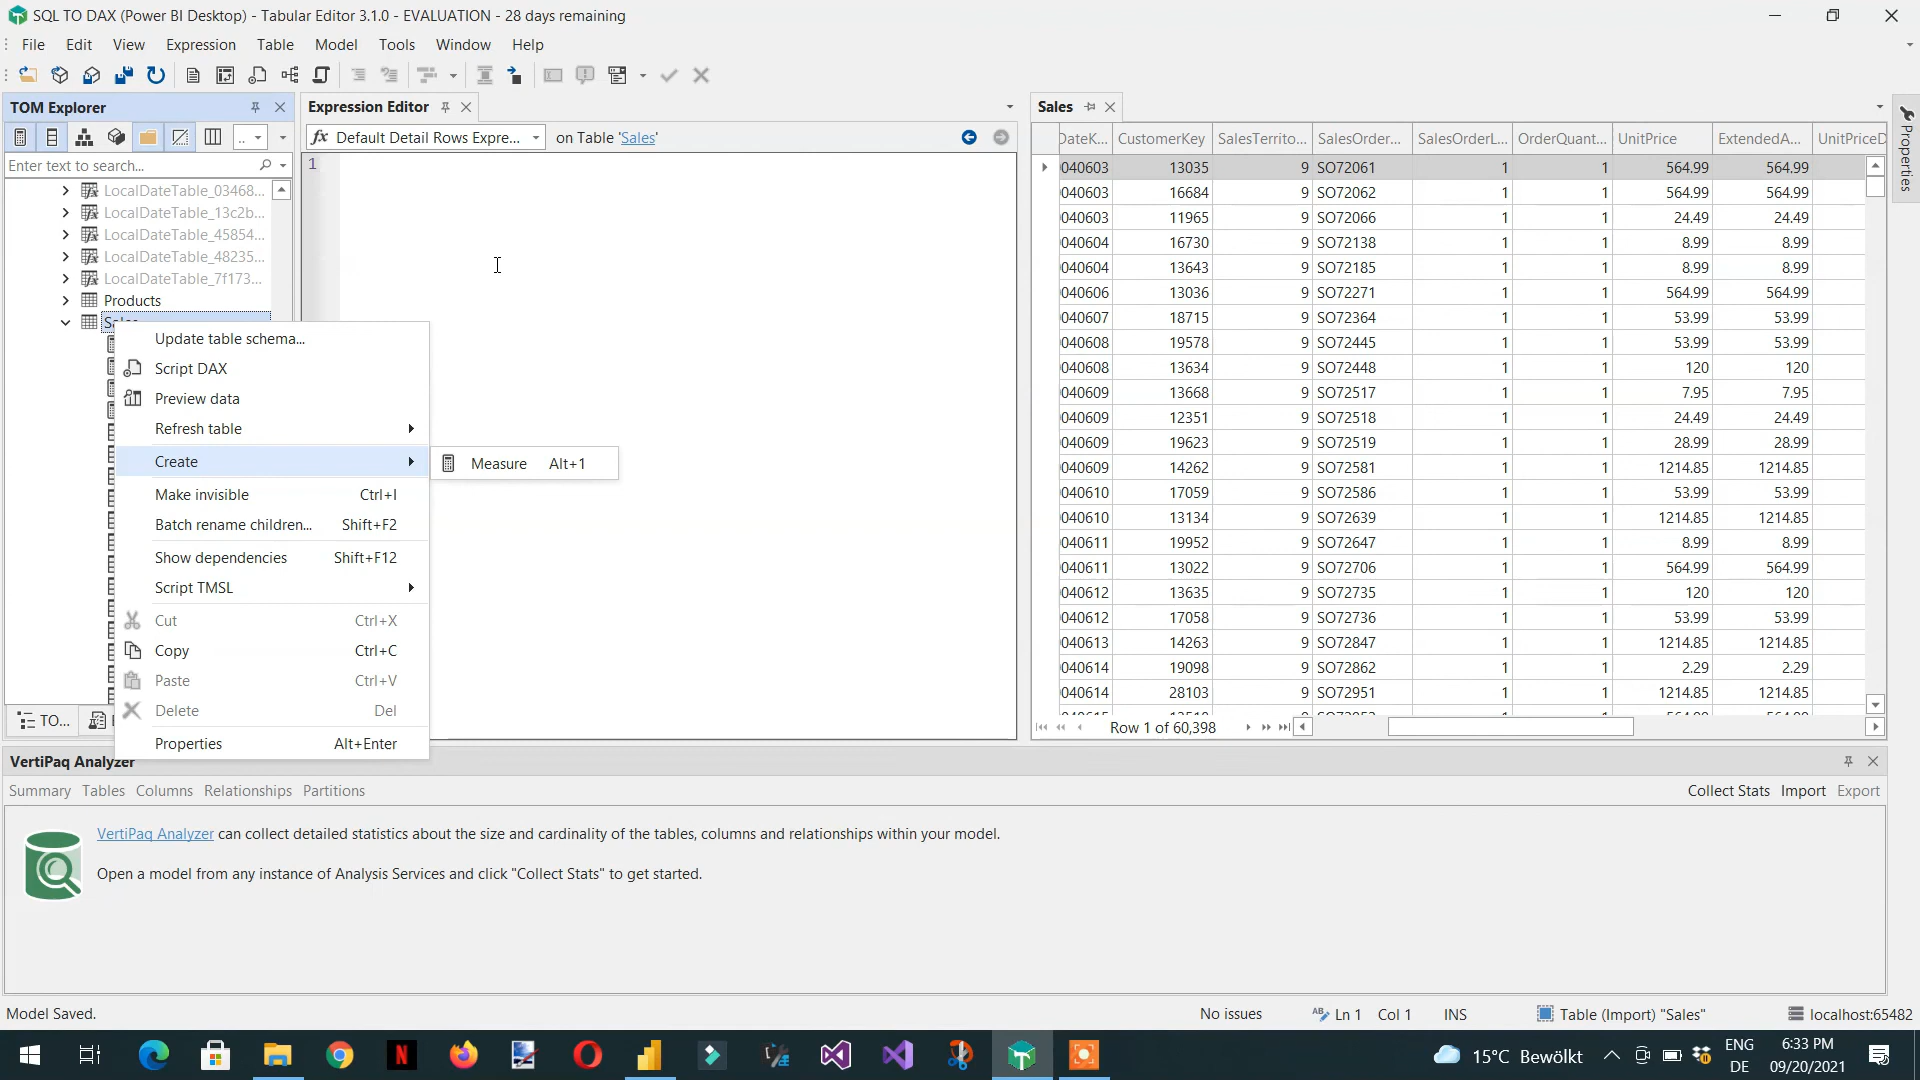 SQL TO DAX (Power BI Desktop) - Tabular Editor 3.1.0 - EVALUATION - 28 days remaining
File Edit View Expression Table Model Tools Window Help
TOM Explorer
Enter text to search...
LocalDateTable_03468...
LocalDateTable_13c2b...
LocalDateTable_45854...
LocalDateTable_48235...
LocalDateTable_7f173...
Products
Sales
Update table schema...
Script DAX
Preview data
Refresh table
Create
Make invisible Ctrl+I
Batch rename children... Shift+F2
Show dependencies Shift+F12
Script TMSL
Cut Ctrl+X
Copy Ctrl+C
Paste Ctrl+V
Delete Del
Properties Alt+Enter
Measure Alt+1
TO...
Expression Editor
fx Default Detail Rows Expre... on Table 'Sales'
1
Sales
DateK... CustomerKey SalesTerrito... SalesOrder... SalesOrderL... OrderQuant... UnitPrice ExtendedA... UnitPriceD
040603 13035 9 SO72061 1 1 564.99 564.99
040603 16684 9 SO72062 1 1 564.99 564.99
040603 11965 9 SO72066 1 1 24.49 24.49
040604 16730 9 SO72138 1 1 8.99 8.99
040604 13643 9 SO72185 1 1 8.99 8.99
040606 13036 9 SO72271 1 1 564.99 564.99
040607 18715 9 SO72364 1 1 53.99 53.99
040608 19578 9 SO72445 1 1 53.99 53.99
040608 13634 9 SO72448 1 1 120 120
040609 13668 9 SO72517 1 1 7.95 7.95
040609 12351 9 SO72518 1 1 24.49 24.49
040609 19623 9 SO72519 1 1 28.99 28.99
040609 14262 9 SO72581 1 1 1214.85 1214.85
040610 17059 9 SO72586 1 1 53.99 53.99
040610 13134 9 SO72639 1 1 1214.85 1214.85
040611 19952 9 SO72647 1 1 8.99 8.99
040611 13022 9 SO72706 1 1 564.99 564.99
040612 13635 9 SO72735 1 1 120 120
040612 17058 9 SO72736 1 1 53.99 53.99
040613 14263 9 SO72847 1 1 1214.85 1214.85
040614 19098 9 SO72862 1 1 2.29 2.29
040614 28103 9 SO72951 1 1 1214.85 1214.85
Row 1 of 60,398
Properties
VertiPaq Analyzer
Summary Tables Columns Relationships Partitions Collect Stats Import Export
VertiPaq Analyzer can collect detailed statistics about the size and cardinality of the tables, columns and relationships within your model.
Open a model from any instance of Analysis Services and click "Collect Stats" to get started.
Model Saved. No issues Ln 1 Col 1 INS Table (Import) "Sales" localhost:65482
15°C Bewölkt ENG 6:33 PM
DE 09/20/2021